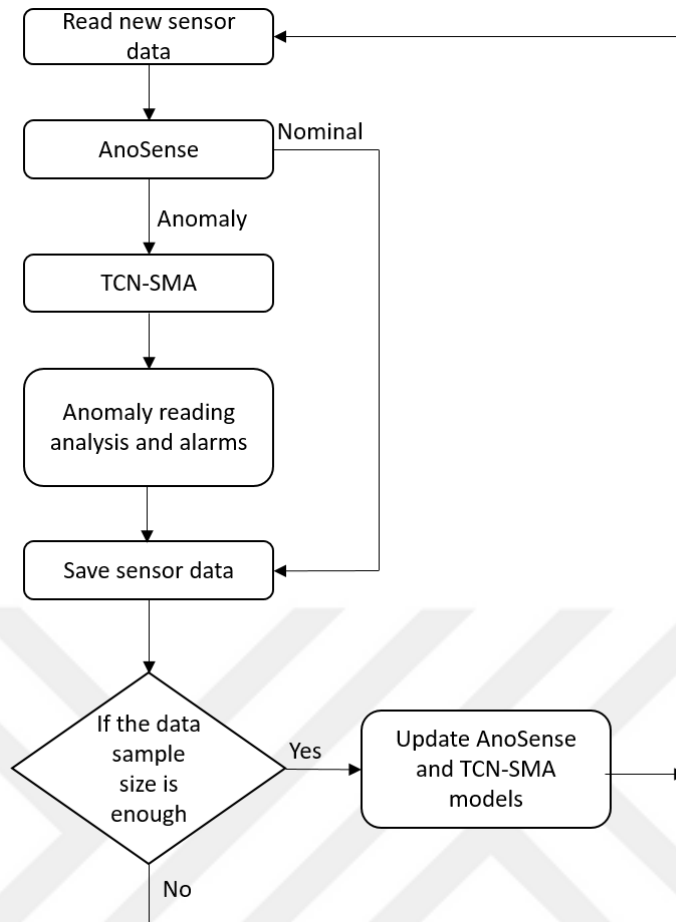 Read new sensor
data
AnoSense
Nominal
Anomaly
TCN-SMA
Anomaly reading
analysis and alarms
Save sensor data
If the data
sample
size is
enough
Yes
Update AnoSense
and TCN-SMA
models
No